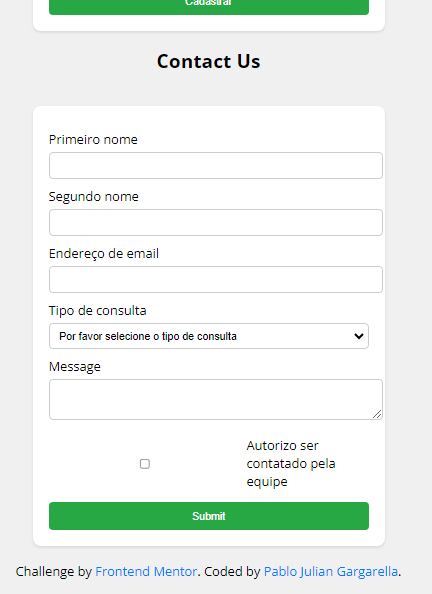 Cadastrar
Contact Us
Primeiro nome
Segundo nome
Endereço de email
Tipo de consulta
Por favor selecione o tipo de consulta
Message
Autorizo ser
contatado pela
equipe
Submit
Challenge by Frontend Mentor. Coded by Pablo Julian Gargarella.